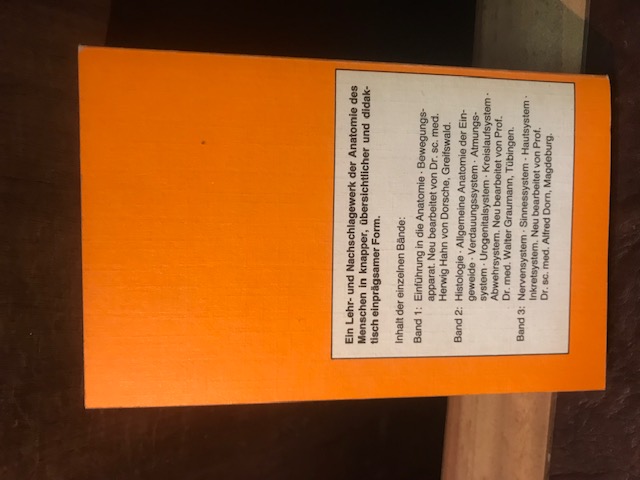 Ein Lehr- und Nachschlagewerk der Anatomie des
Menschen in knapper, übersichtlicher und didak-
tisch einprägsamer Form.
Inhalt der einzelnen Bände:
Band 1: Einführung in die Anatomie · Bewegungs-
apparat. Neu bearbeitet von Dr. sc. med.
Herwig Hahn von Dorsche, Greifswald.
Band 2: Histologie · Allgemeine Anatomie der Ein-
geweide · Verdauungssystem · Atmungs-
system · Urogenitalsystem · Kreislaufsystem ·
Abwehrsystem. Neu bearbeitet von Prof.
Dr. med. Walter Graumann, Tübingen.
Band 3: Nervensystem · Sinnessystem · Hautsystem ·
Inkretsystem. Neu bearbeitet von Prof.
Dr. sc. med. Alfred Dorn, Magdeburg.